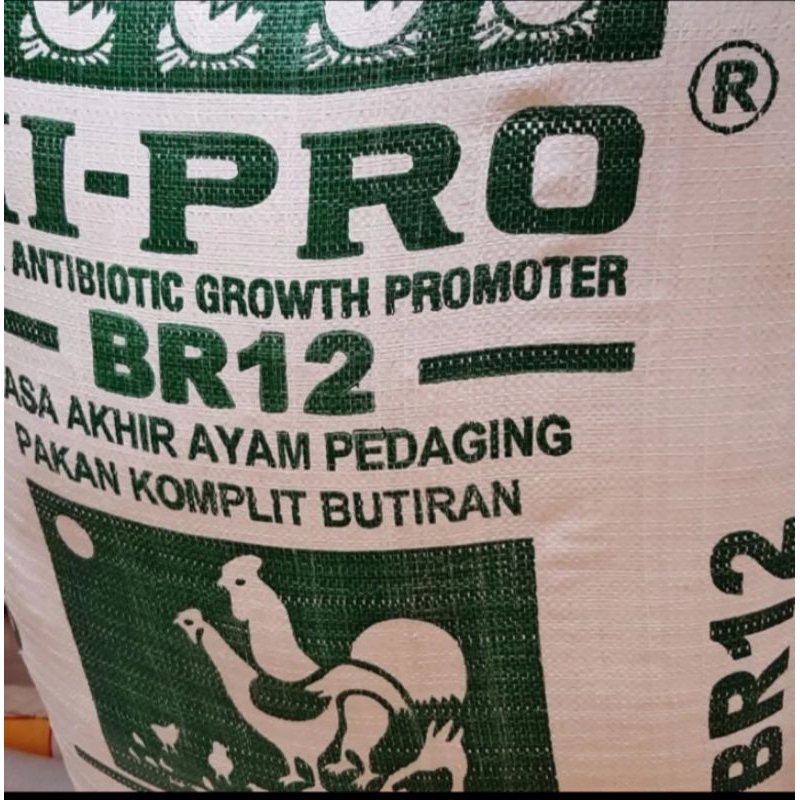 ®
I-PRO
ANTIBIOTIC GROWTH PROMOTER
BR12
ASA AKHIR AYAM PEDAGING
PAKAN KOMPLIT BUTIRAN
BR12